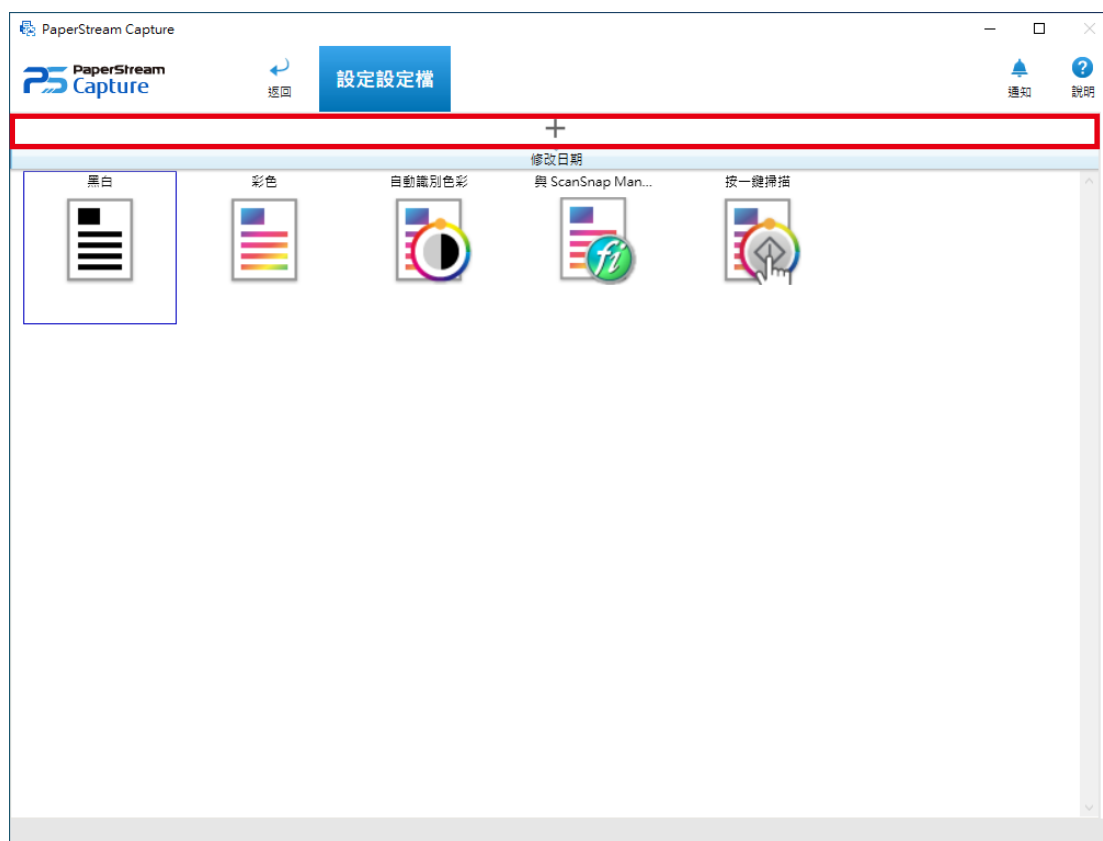 PaperStream Capture
PaperStream
Capture
返回
設定設定檔
通知
說明
修改日期
黑白
彩色
自動識別色彩
與 ScanSnap Man...
按一鍵掃描